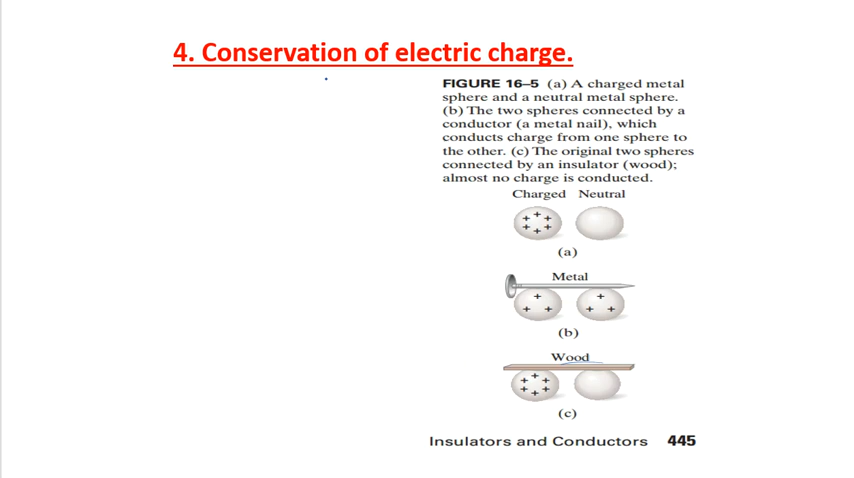 4. Conservation of electric charge.
FIGURE 16–5 (a) A charged metal
sphere and a neutral metal sphere.
(b) The two spheres connected by a
conductor (a metal nail), which
conducts charge from one sphere to
the other. (c) The original two spheres
connected by an insulator (wood);
almost no charge is conducted.
Charged Neutral
+ + + + + +
(a)
Metal
+ + + + + +
(b)
Wood
+ + + + + +
(c)
Insulators and Conductors 445